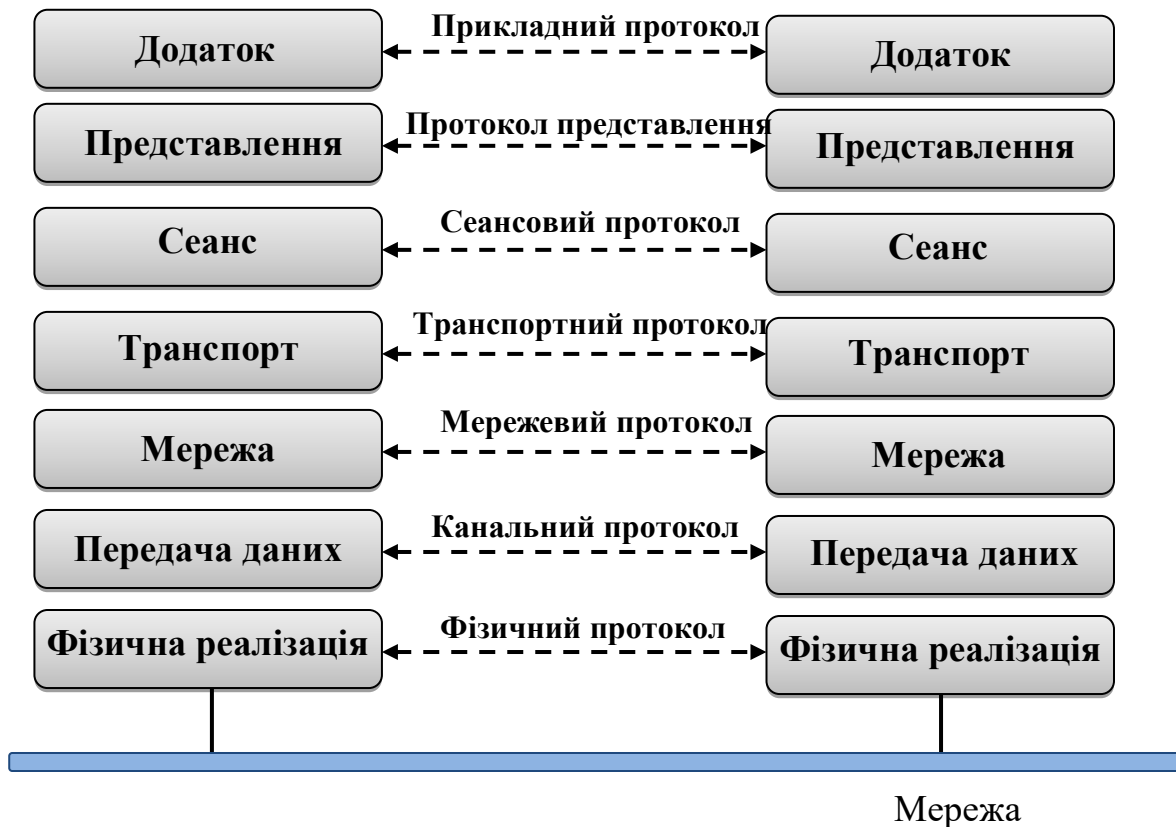 Додаток
Прикладний протокол
Додаток
Представлення
Протокол представлення
Представлення
Сеанс
Сеансовий протокол
Сеанс
Транспорт
Транспортний протокол
Транспорт
Мережа
Мережевий протокол
Мережа
Передача даних
Канальний протокол
Передача даних
Фізична реалізація
Фізичний протокол
Фізична реалізація
Мережа